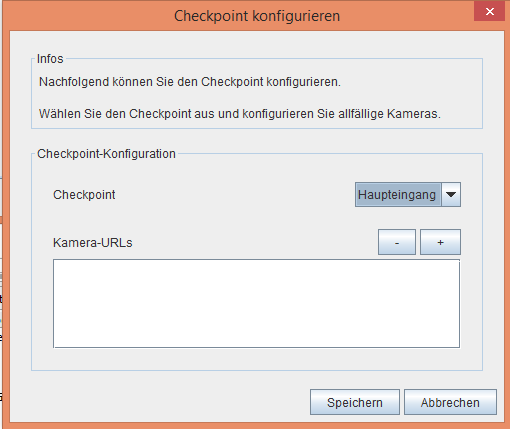 Checkpoint konfigurieren
Infos
Nachfolgend können Sie den Checkpoint konfigurieren.
Wählen Sie den Checkpoint aus und konfigurieren Sie allfällige Kameras.
Checkpoint-Konfiguration
Checkpoint Haupteingang
Kamera-URLs - +
Speichern Abbrechen